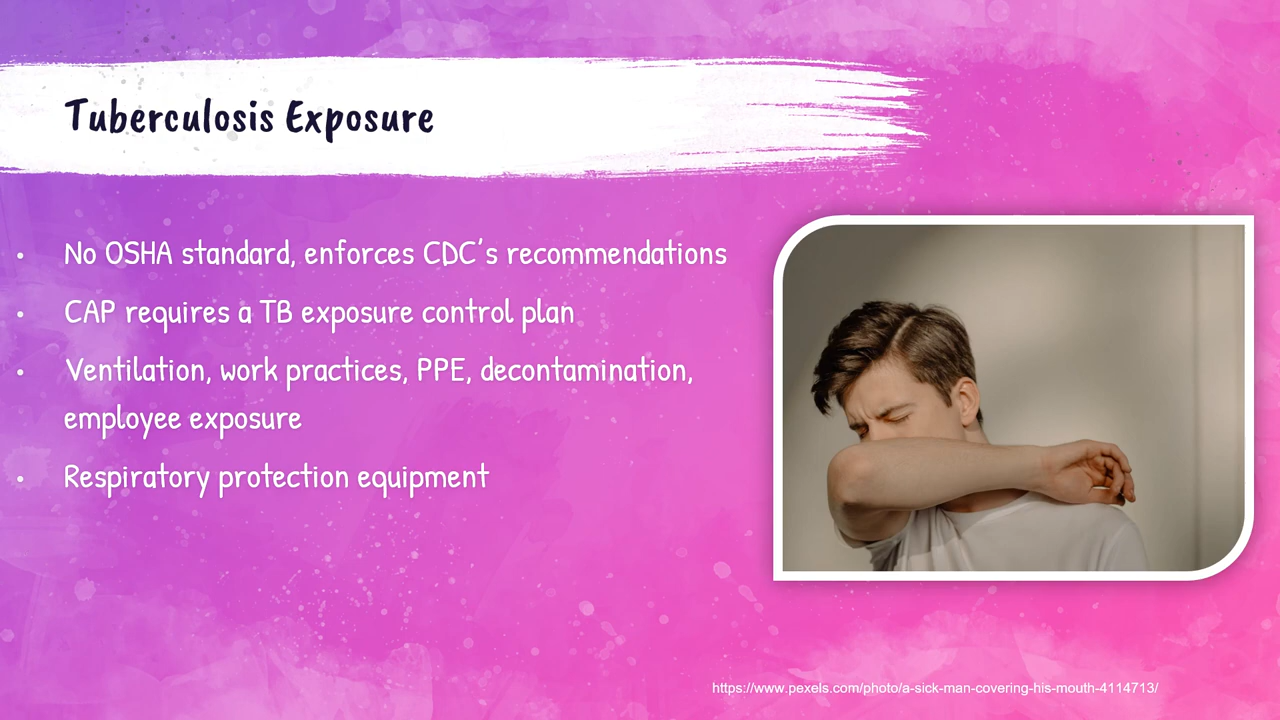 Tuberculosis Exposure
• No OSHA standard, enforces CDC's recommendations
• CAP requires a TB exposure control plan
• Ventilation, work practices, PPE, decontamination,
employee exposure
• Respiratory protection equipment
https://www.pexels.com/photo/a-sick-man-covering-his-mouth-4114713/